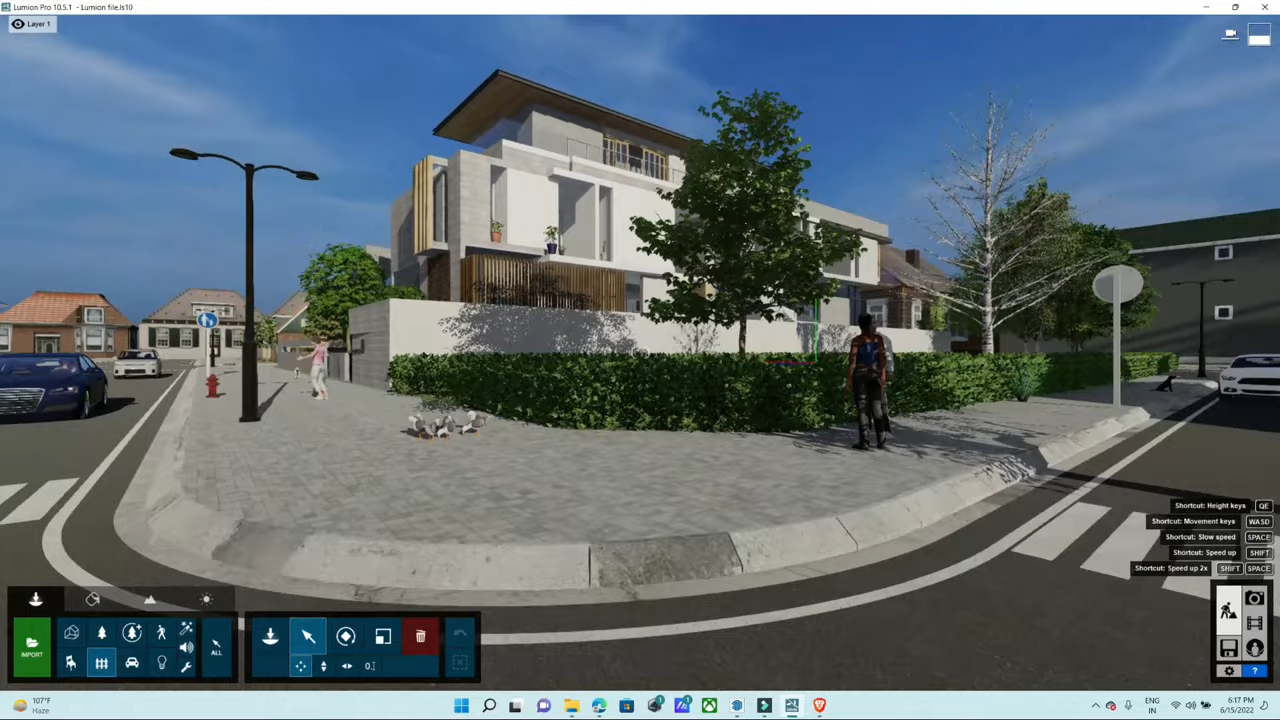 Lumion Pro 10.5.1 - Lumion file.ls10
Layer 1
Shortcut: Height keys QE
Shortcut: Movement keys WASD
Shortcut: Slow speed SPACE
Shortcut: Speed up SHIFT
Shortcut: Speed up 2x SHIFT SPACE
IMPORT
ALL
0.
?
107°F
Haze
ENG
IN
6:17 PM
6/15/2022